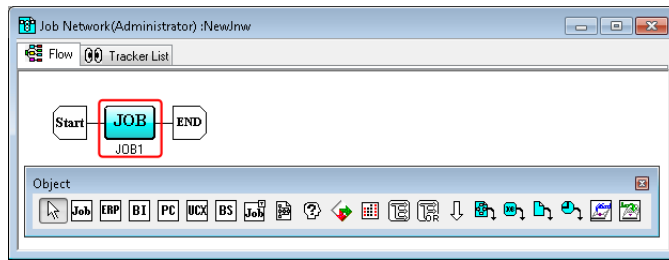 Job Network(Administrator) :NewJnw
Flow Tracker List
Start JOB END
JOB1
Object
Job ERP BI PC UCX BS Job OR